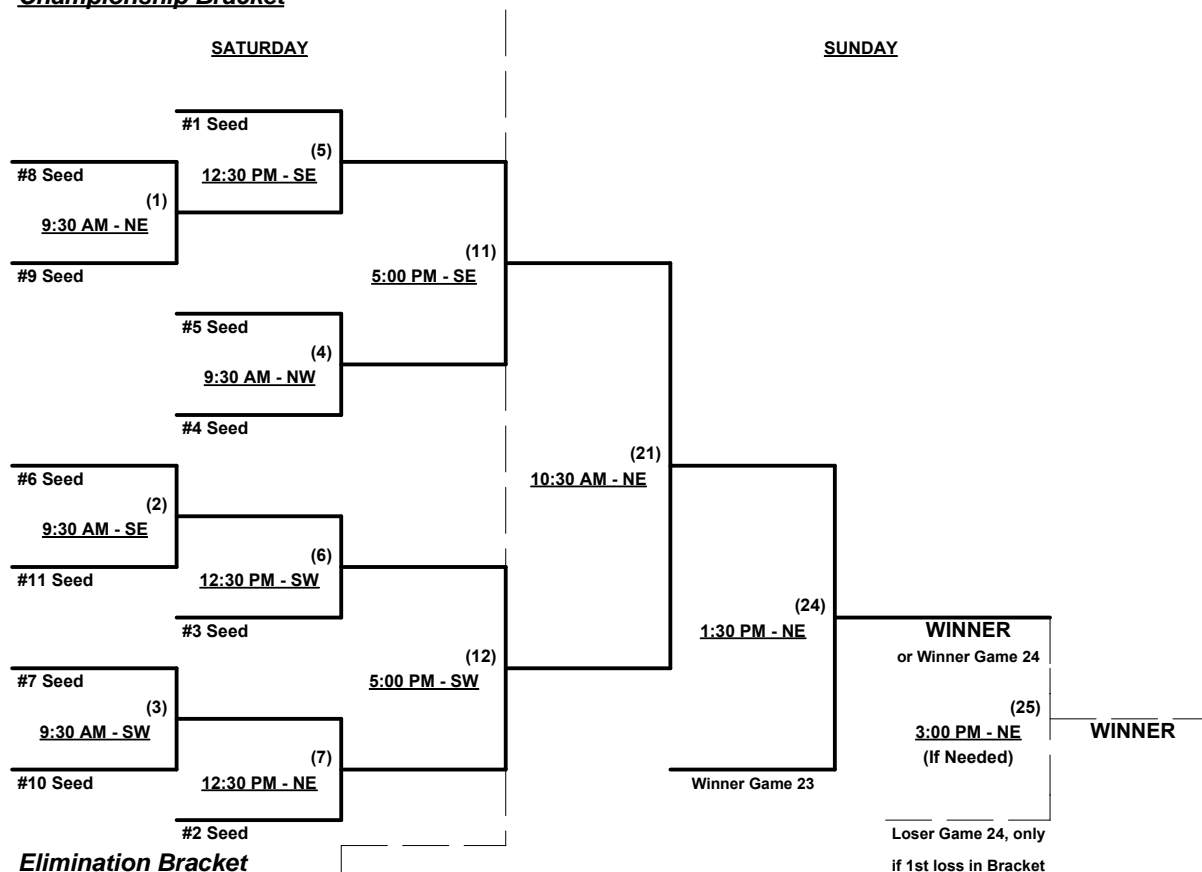 Championship Bracket
SATURDAY
SUNDAY
#1 Seed
(5)
#8 Seed
12:30 PM - SE
(1)
9:30 AM - NE
(11)
#9 Seed
5:00 PM - SE
#5 Seed
(4)
9:30 AM - NW
#4 Seed
(21)
#6 Seed
10:30 AM - NE
(2)
9:30 AM - SE
(6)
#11 Seed
12:30 PM - SW
(24)
#3 Seed
1:30 PM - NE
WINNER
(12)
or Winner Game 24
#7 Seed
5:00 PM - SW
(3)
(25)
9:30 AM - SW
3:00 PM - NE
WINNER
(7)
(If Needed)
#10 Seed
12:30 PM - NE
Winner Game 23
#2 Seed
Loser Game 24, only
Elimination Bracket
if 1st loss in Bracket